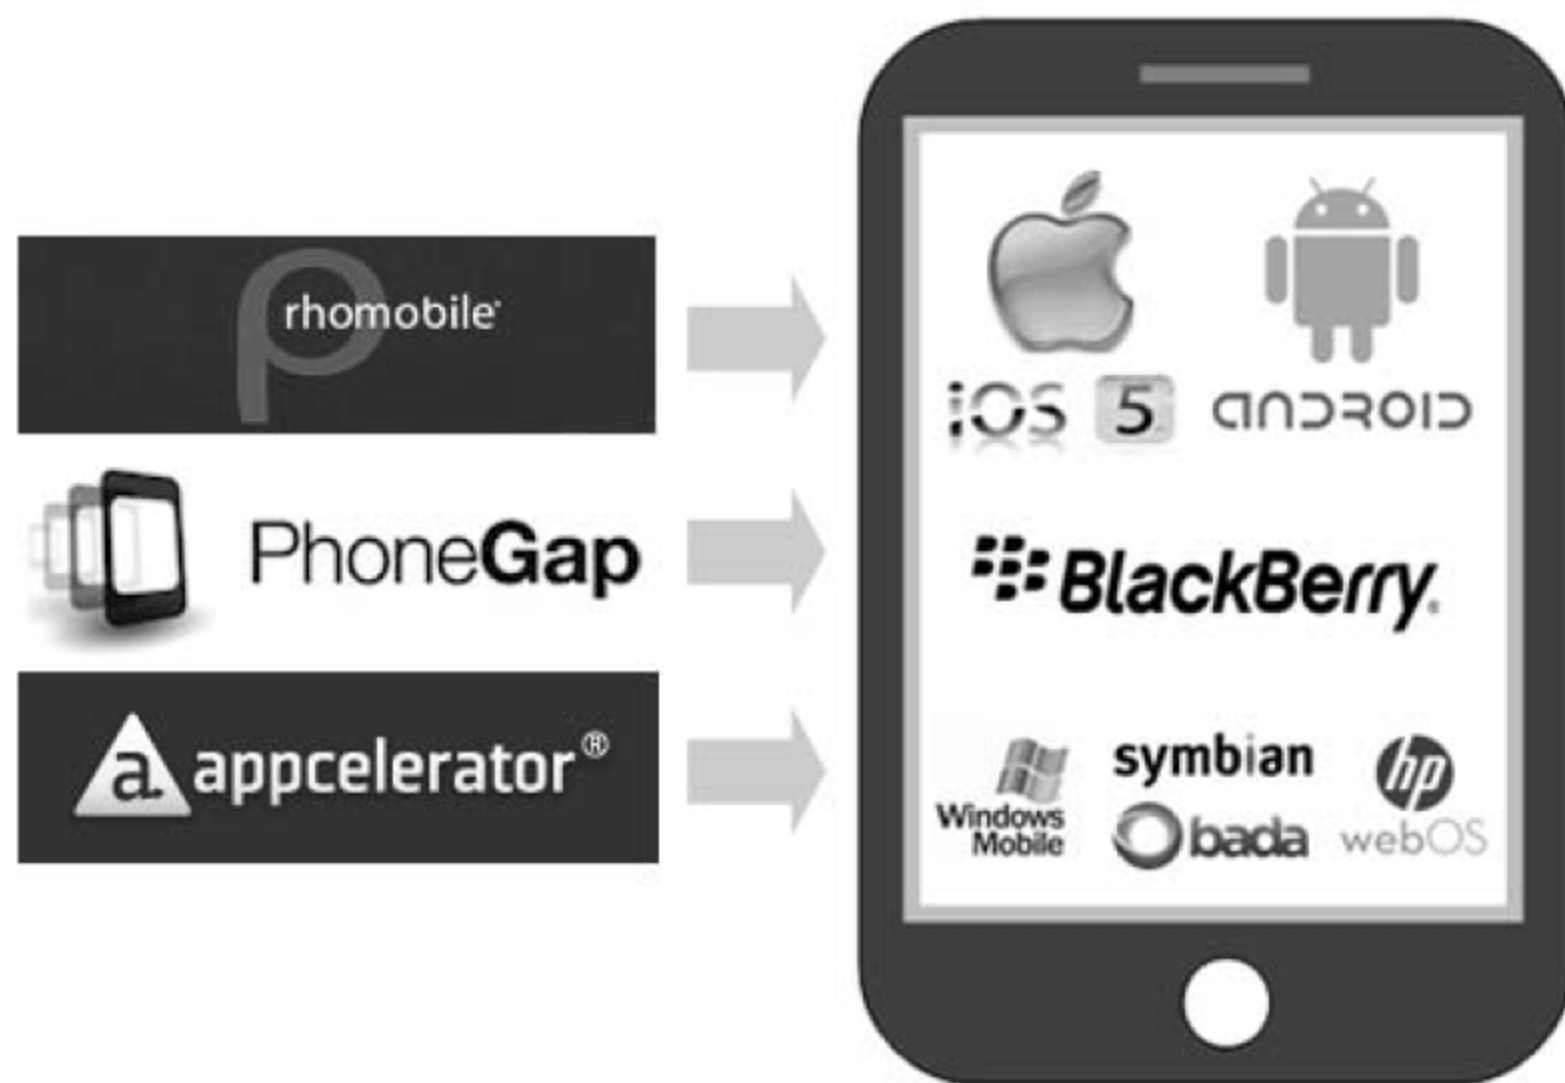 rhomobile
PhoneGap
a appcelerator®
iOS 5
ANDROID
BlackBerry®
Windows
Mobile
symbian
bada
hp
webOS